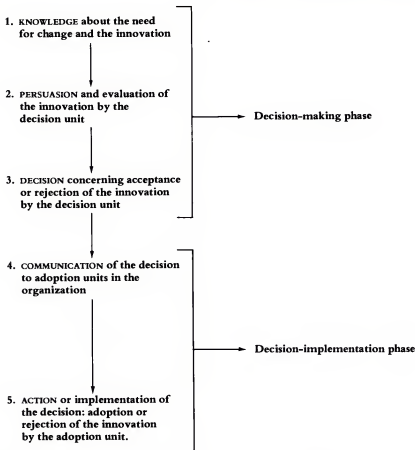 1. KNOWLEDGE about the need
for change and the innovation
2. PERSUASION and evaluation of
the innovation by the
decision unit
Decision-making phase
3. DECISION concerning acceptance
or rejection of the innovation
by the decision unit
4. COMMUNICATION of the decision
to adoption units in the
organization
Decision-implementation phase
5. ACTION or implementation of
the decision: adoption or
rejection of the innovation
by the adoption unit.